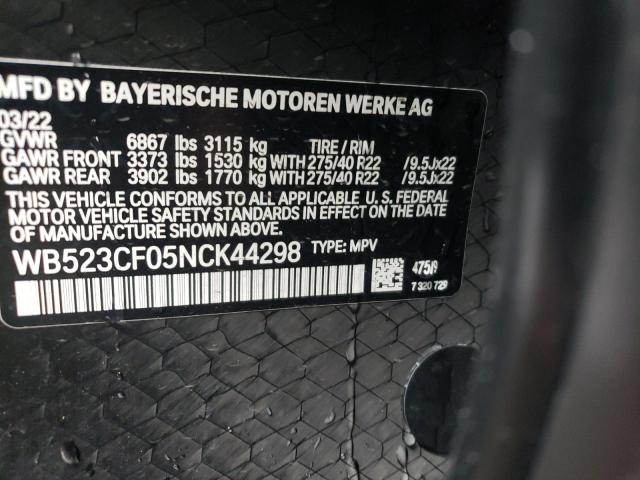 MFD BY BAYERISCHE MOTOREN WERKE AG
03/22
GVWR 6867 lbs 3115 kg TIRE / RIM
GAWR FRONT 3373 lbs 1530 kg WITH 275/40 R22 /9.5Jx22
GAWR REAR 3902 lbs 1770 kg WITH 275/40 R22 /9.5Jx22
THIS VEHICLE CONFORMS TO ALL APPLICABLE U. S. FEDERAL
MOTOR VEHICLE SAFETY STANDARDS IN EFFECT ON THE DATE
OF MANUFACTURE SHOWN ABOVE.
WB523CF05NCK44298 TYPE: MPV
475/9
7 320 729